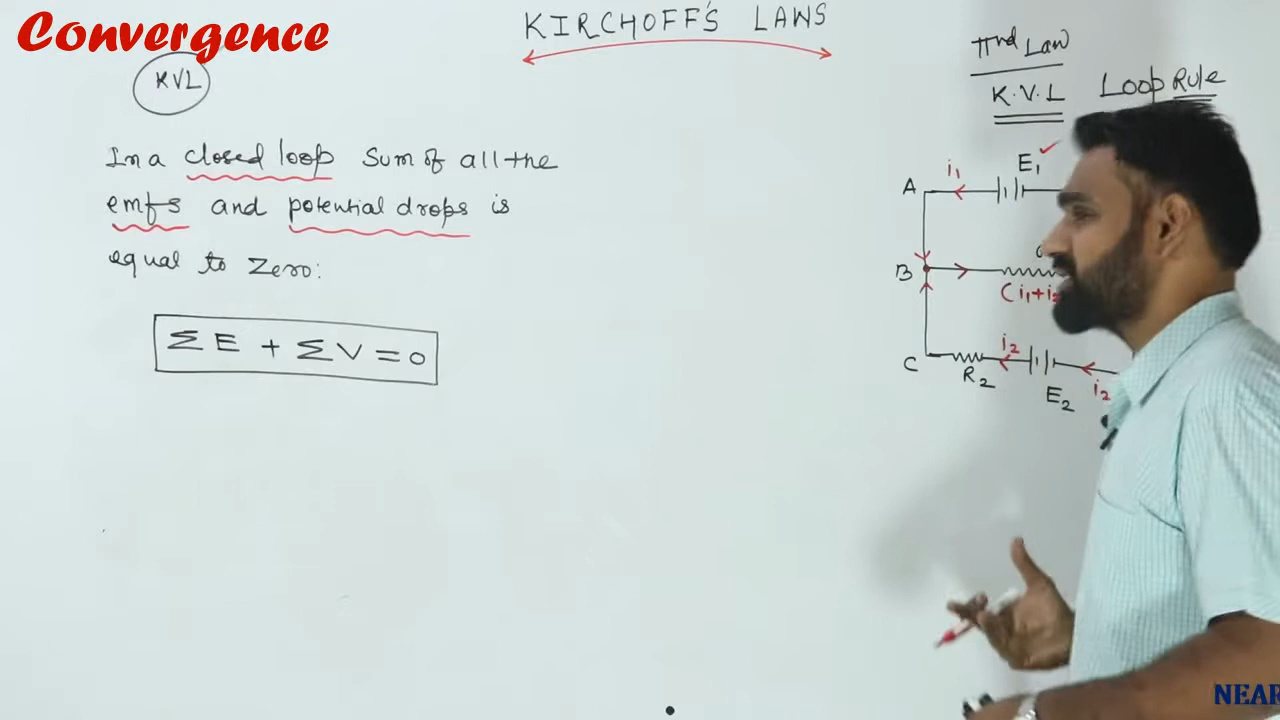 Convergence
KIRCHOFF'S LAWS
KVL
In a closed loop Sum of all the
emfs and potential drops is
equal to Zero:
ΣE + ΣV = 0
IInd Law
K.V.L Loop Rule
i₁ E₁
A
B
(i₁+i₂
i₂
C R₂
E₂ i₂
NEAR